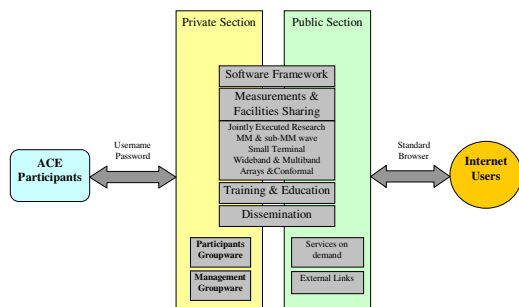 Private Section
Public Section
Software Framework
Measurements &
Facilities Sharing
Jointly Executed Research
MM & sub-MM wave
Small Terminal
Wideband & Multiband
Arrays &Conformal
Training & Education
Dissemination
Username
Password
ACE
Participants
Standard
Browser
Internet
Users
Participants
Groupware
Management
Groupware
Services on
demand
External Links